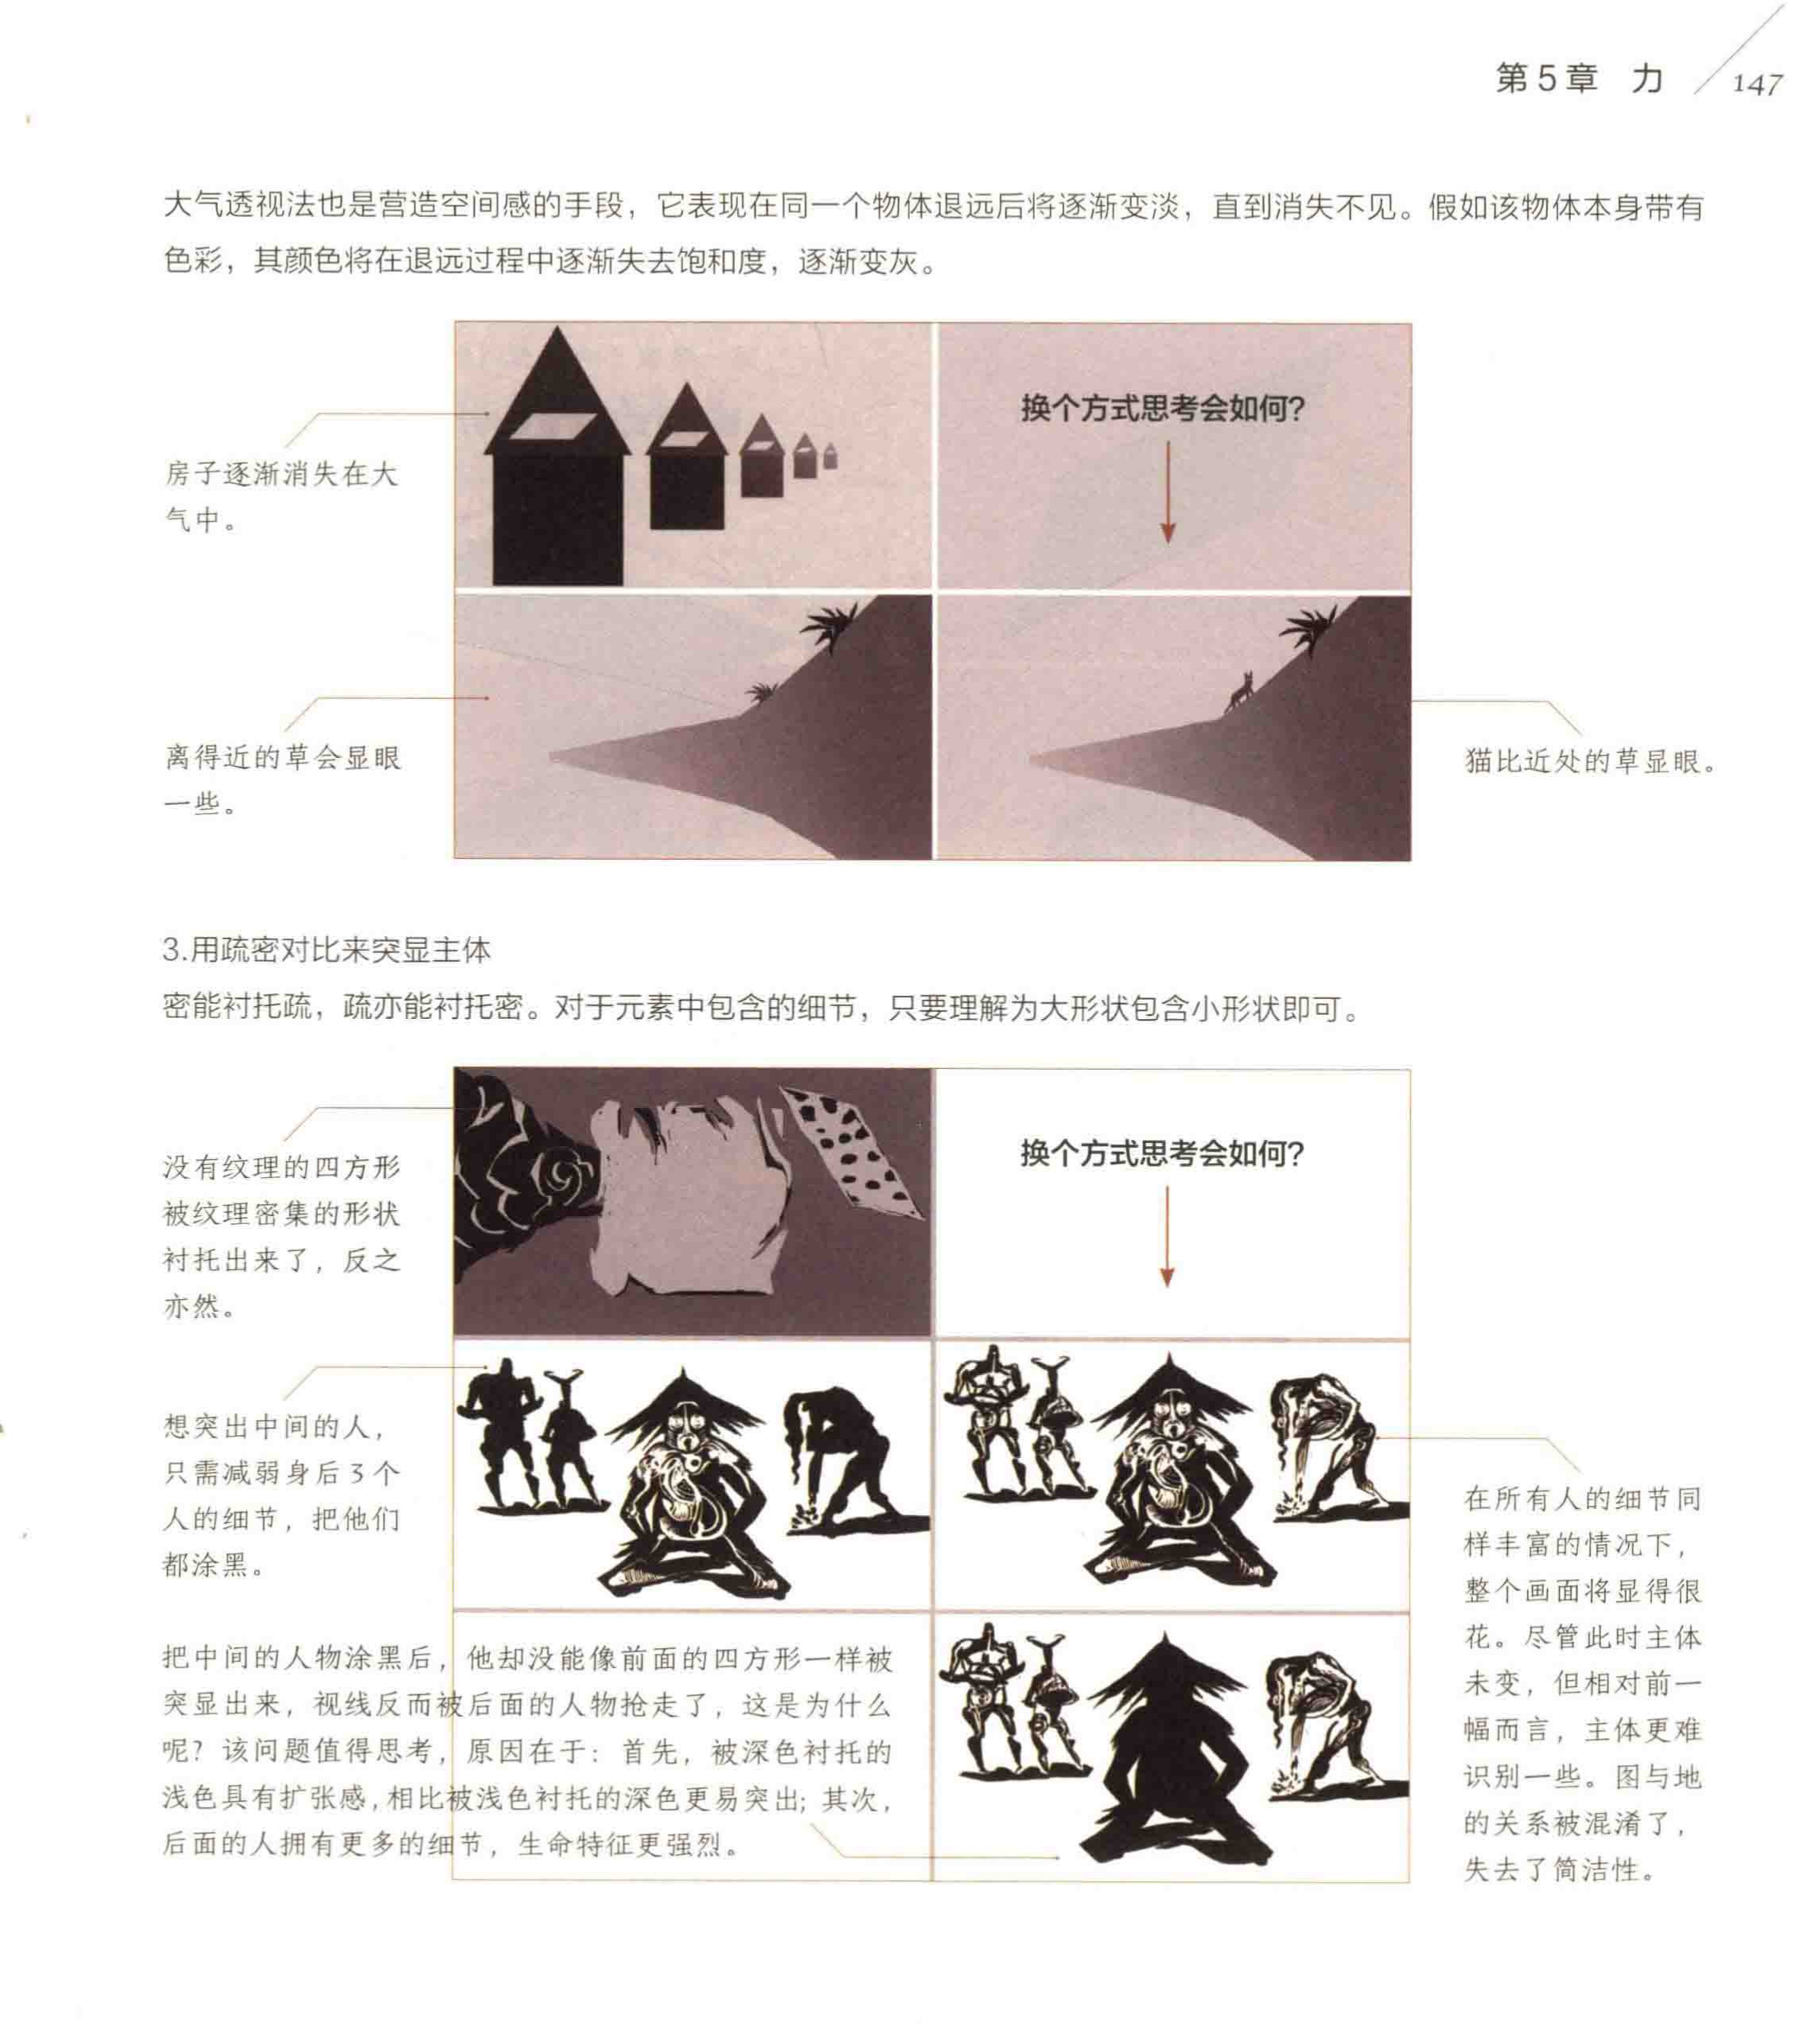 第5章 力 147
大气透视法也是营造空间感的手段，它表现在同一个物体退远后将逐渐变淡，直到消失不见。假如该物体本身带有
色彩，其颜色将在退远过程中逐渐失去饱和度，逐渐变灰。
换个方式思考会如何？
房子逐渐消失在大
气中。
离得近的草会显眼
一些。
猫比近处的草显眼。
3.用疏密对比来突显主体
密能衬托疏，疏亦能衬托密。对于元素中包含的细节，只要理解为大形状包含小形状即可。
换个方式思考会如何？
没有纹理的四方形
被纹理密集的形状
衬托出来了，反之
亦然。
想突出中间的人，
只需减弱身后3个
人的细节，把他们
都涂黑。
在所有人的细节同
样丰富的情况下，
整个画面将显得很
花。尽管此时主体
未变，但相对前一
幅而言，主体更难
识别一些。图与地
的关系被混淆了，
失去了简洁性。
把中间的人物涂黑后，他却没能像前面的四方形一样被
突显出来，视线反而被后面的人物抢走了，这是为什么
呢？该问题值得思考，原因在于：首先，被深色衬托的
浅色具有扩张感，相比被浅色衬托的深色更易突出；其次，
后面的人拥有更多的细节，生命特征更强烈。